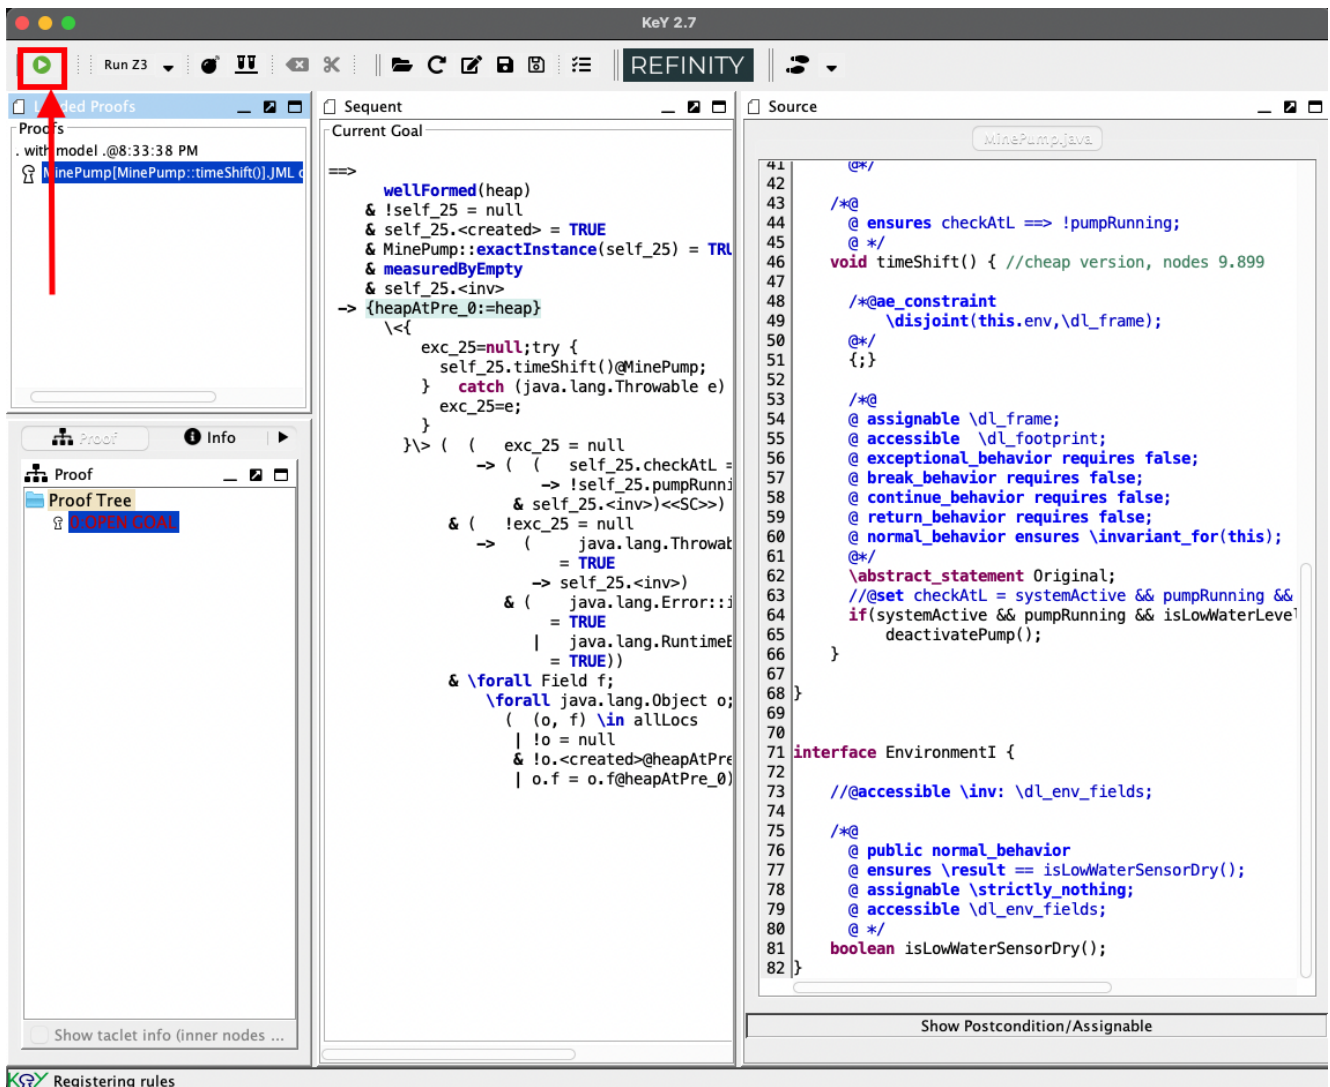 KeY 2.7
Run Z3
REFINITY
Loaded Proofs
Proofs
. with model .@8:33:38 PM
MinePump[MinePump::timeShift()].JML o
Proof
Info
Proof
Proof Tree
0:OPEN GOAL
Show taclet info (inner nodes ...
Sequent
Current Goal
==>
wellFormed(heap)
& !self_25 = null
& self_25.<created> = TRUE
& MinePump::exactInstance(self_25) = TRU
& measuredByEmpty
& self_25.<inv>
-> {heapAtPre_0:=heap}
\<{
exc_25=null;try {
self_25.timeShift()@MinePump;
} catch (java.lang.Throwable e)
exc_25=e;
}
}\> ( ( exc_25 = null
-> ( ( self_25.checkAtL =
-> !self_25.pumpRunni
& self_25.<inv>)<<SC>>)
& ( !exc_25 = null
-> ( java.lang.Throwab
= TRUE
-> self_25.<inv>)
& ( java.lang.Error::i
= TRUE
| java.lang.RuntimeE
= TRUE))
& \forall Field f;
\forall java.lang.Object o;
( (o, f) \in allLocs
| !o = null
& !o.<created>@heapAtPre
| o.f = o.f@heapAtPre_0)
Source
MinePump.java
41 @*/
42
43 /*@
44 @ ensures checkAtL ==> !pumpRunning;
45 @ */
46 void timeShift() { //cheap version, nodes 9.899
47
48 /*@ae_constraint
49 \disjoint(this.env,\dl_frame);
50 @*/
51 {;}
52
53 /*@
54 @ assignable \dl_frame;
55 @ accessible \dl_footprint;
56 @ exceptional_behavior requires false;
57 @ break_behavior requires false;
58 @ continue_behavior requires false;
59 @ return_behavior requires false;
60 @ normal_behavior ensures \invariant_for(this);
61 @*/
62 \abstract_statement Original;
63 //@set checkAtL = systemActive && pumpRunning &&
64 if(systemActive && pumpRunning && isLowWaterLevel
65 deactivatePump();
66 }
67
68 }
69
70
71 interface EnvironmentI {
72
73 //@accessible \inv: \dl_env_fields;
74
75 /*@
76 @ public normal_behavior
77 @ ensures \result == isLowWaterSensorDry();
78 @ assignable \strictly_nothing;
79 @ accessible \dl_env_fields;
80 @ */
81 boolean isLowWaterSensorDry();
82 }
Show Postcondition/Assignable
KeY Registering rules